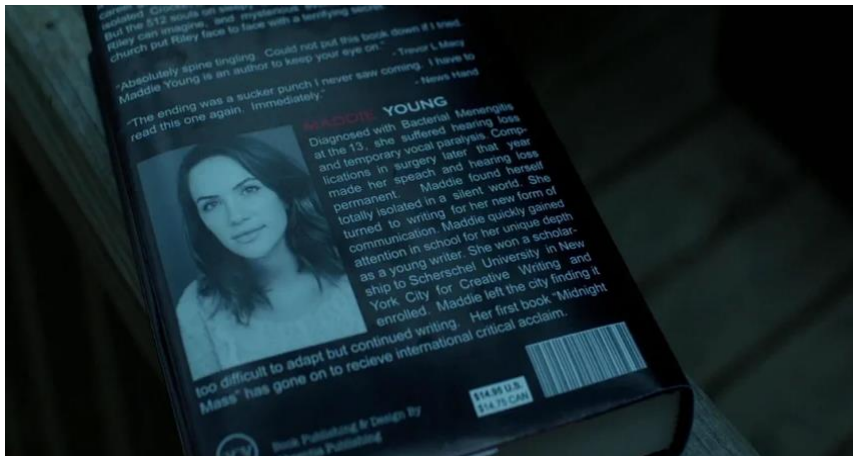 isolated
But the 512 souls on
Riley can imagine, and mysterious
church put Riley face to face with a terrifying secret.
"Absolutely spine tingling. Could not put this book down if I tried.
Maddie Young is an author to keep your eye on." - Trevor L Macy
"The ending was a sucker punch I never saw coming. I have to
read this one again. Immediately." - News Hand
MADDIE YOUNG
Diagnosed with Bacterial Menengitis
at the 13, she suffered hearing loss
and temporary vocal paralysis. Comp-
lications in surgery later that year
made her speach and hearing loss
permanent. Maddie found herself
totally isolated in a silent world. She
turned to writing for her new form of
communication. Maddie quickly gained
attention in school for her unique depth
as a young writer. She won a scholar-
ship to Scherschel University in New
York City for Creative Writing and
enrolled. Maddie left the city finding it
too difficult to adapt but continued writing. Her first book "Midnight
Mass" has gone on to recieve international critical acclaim.
$14.95 U.S.
$14.75 CAN
Book Publishing & Design By
Publishing